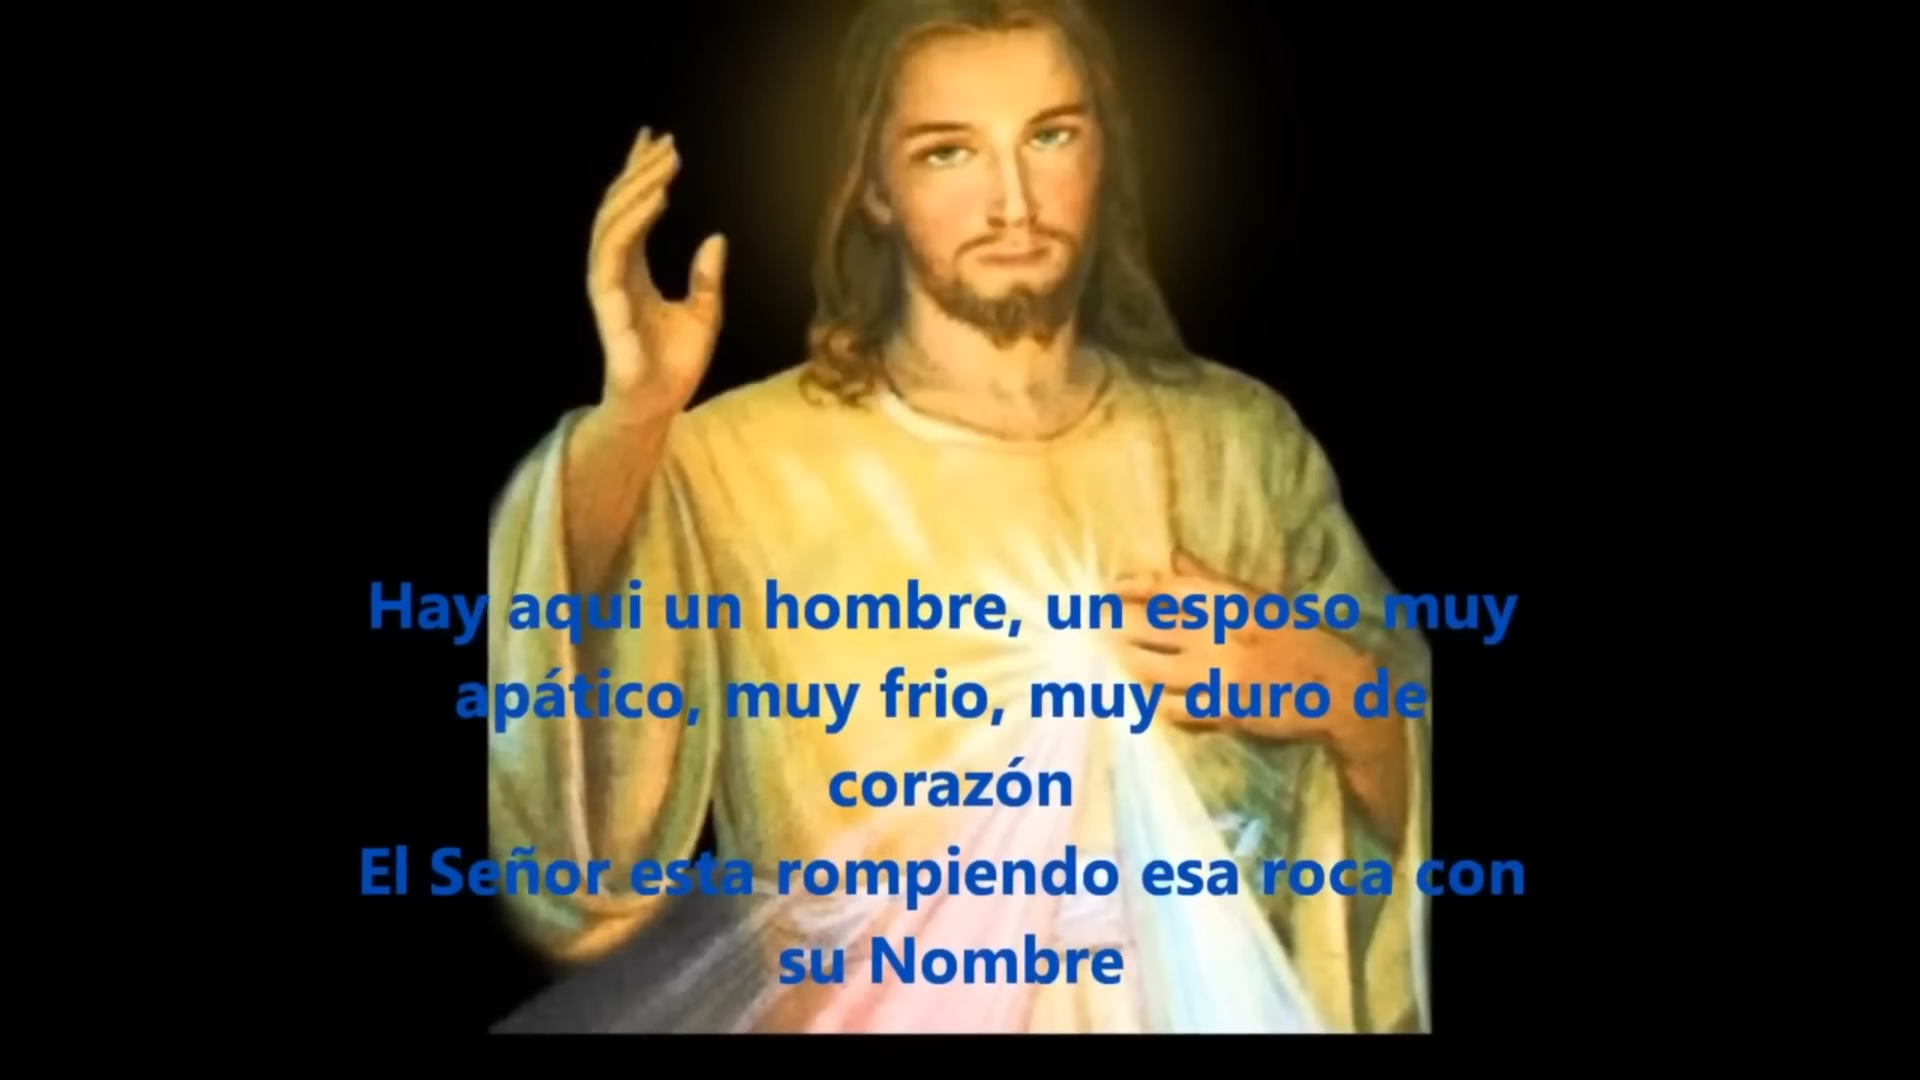 Hay aqui un hombre, un esposo muy
apático, muy frio, muy duro de
corazón
El Señor esta rompiendo esa roca con
su Nombre